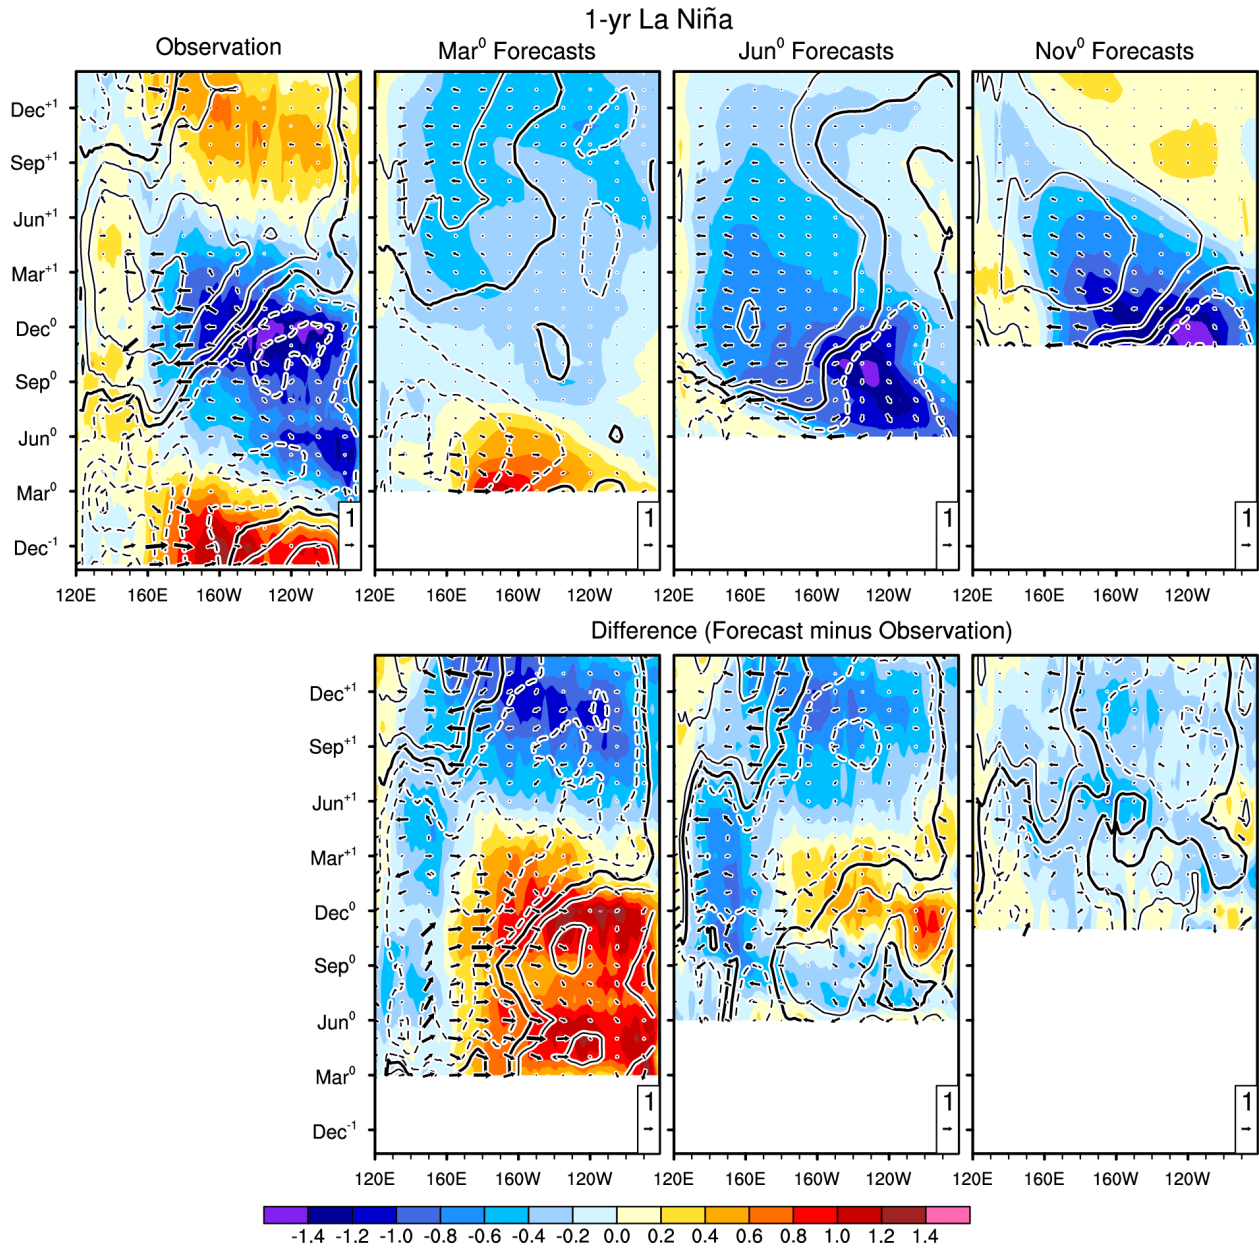 1-yr La Niña
Observation
Mar⁰ Forecasts
Jun⁰ Forecasts
Nov⁰ Forecasts
Dec⁺¹
Sep⁺¹
Jun⁺¹
Mar⁺¹
Dec⁰
Sep⁰
Jun⁰
Mar⁰
Dec⁻¹
1
1
1
1
120E 160E 160W 120W
120E 160E 160W 120W
120E 160E 160W 120W
120E 160E 160W 120W
Difference (Forecast minus Observation)
Dec⁺¹
Sep⁺¹
Jun⁺¹
Mar⁺¹
Dec⁰
Sep⁰
Jun⁰
Mar⁰
Dec⁻¹
1
1
1
120E 160E 160W 120W
120E 160E 160W 120W
120E 160E 160W 120W
-1.4 -1.2 -1.0 -0.8 -0.6 -0.4 -0.2 0.0 0.2 0.4 0.6 0.8 1.0 1.2 1.4